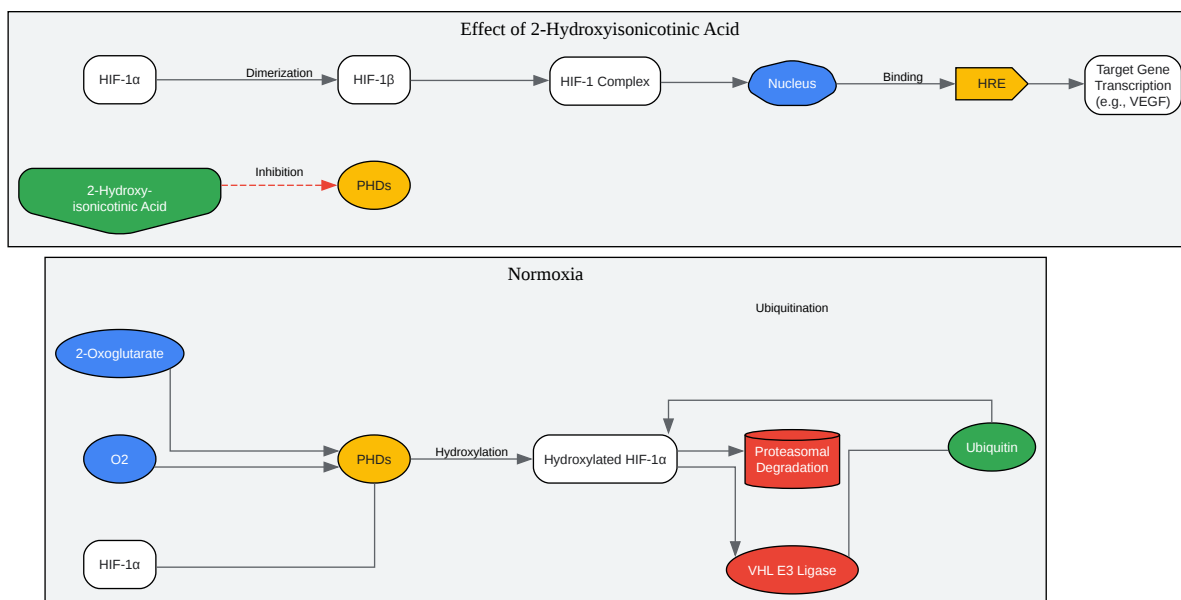 Effect of 2-Hydroxyisonicotinic Acid
HIF-1α
Dimerization
HIF-1β
HIF-1 Complex
Nucleus
Binding
HRE
Target Gene
Transcription
(e.g., VEGF)
2-Hydroxy-
isonicotinic Acid
Inhibition
PHDs
Normoxia
Ubiquitination
2-Oxoglutarate
O2
PHDs
Hydroxylation
Hydroxylated HIF-1α
Proteasomal
Degradation
Ubiquitin
HIF-1α
VHL E3 Ligase